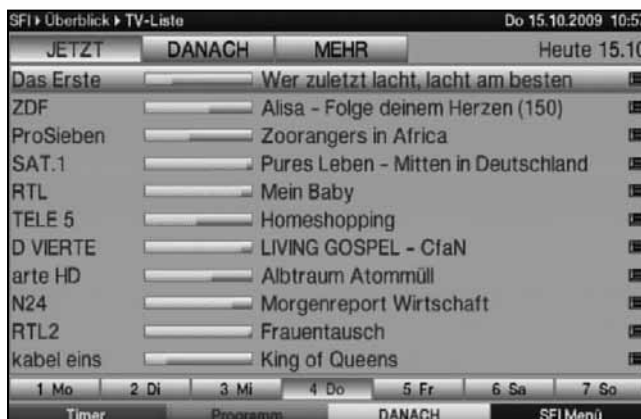 SFI ▸ Überblick ▸ TV-Liste Do 15.10.2009 10:5
JETZT DANACH MEHR Heute 15.10
Das Erste Wer zuletzt lacht, lacht am besten
ZDF Alisa - Folge deinem Herzen (150)
ProSieben Zoorangers in Africa
SAT.1 Pures Leben - Mitten in Deutschland
RTL Mein Baby
TELE 5 Homeshopping
D VIERTE LIVING GOSPEL - CfaN
arte HD Albtraum Atommüll
N24 Morgenreport Wirtschaft
RTL2 Frauentausch
kabel eins King of Queens
1 Mo 2 Di 3 Mi 4 Do 5 Fr 6 Sa 7 So
Timer Programm DANACH SFI Menü